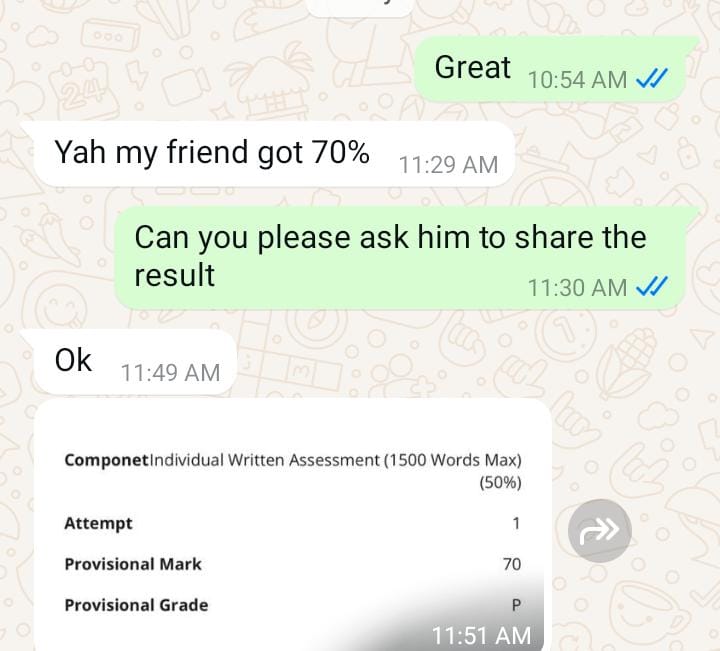 Great 10:54 AM
Yah my friend got 70% 11:29 AM
Can you please ask him to share the
result 11:30 AM
Ok 11:49 AM
ComponetIndividual Written Assessment (1500 Words Max)
(50%)
Attempt 1
Provisional Mark 70
Provisional Grade P
11:51 AM